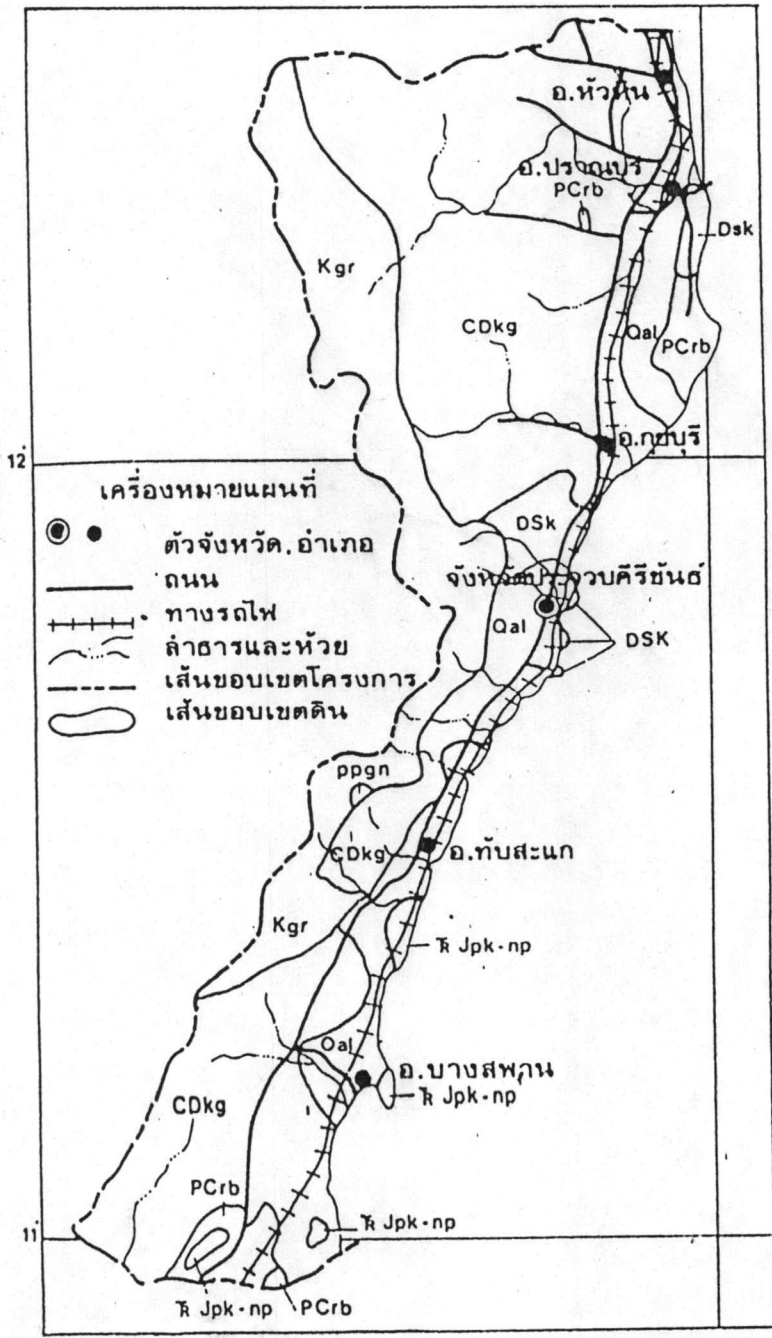 อ.หัวหิน
อ.ปราณบุรี
PCrb
Dsk
Kgr
CDkg
Qal
PCrb
อ.กุยบุรี
12°
เครื่องหมายแผนที่
ตัวจังหวัด.อำเภอ
ถนน
ทางรถไฟ
ลำธารและห้วย
เส้นขอบเขตโครงการ
เส้นขอบเขตดิน
DSk
จังหวัดประจวบคีรีขันธ์
Qal
DSK
ppgn
CDkg
อ.ทับสะแก
Kgr
TR Jpk-np
Qal
อ.บางสพาน
TR Jpk-np
CDkg
PCrb
TR Jpk-np
11°
TR Jpk-np
PCrb